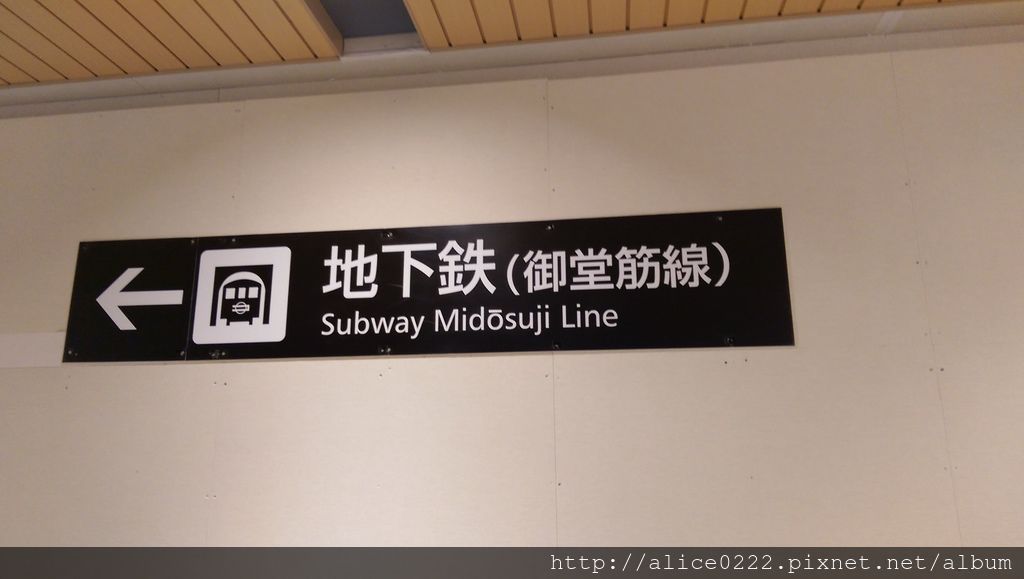 地下鉄(御堂筋線)
Subway Midōsuji Line
http://alice0222.pixnet.net/album